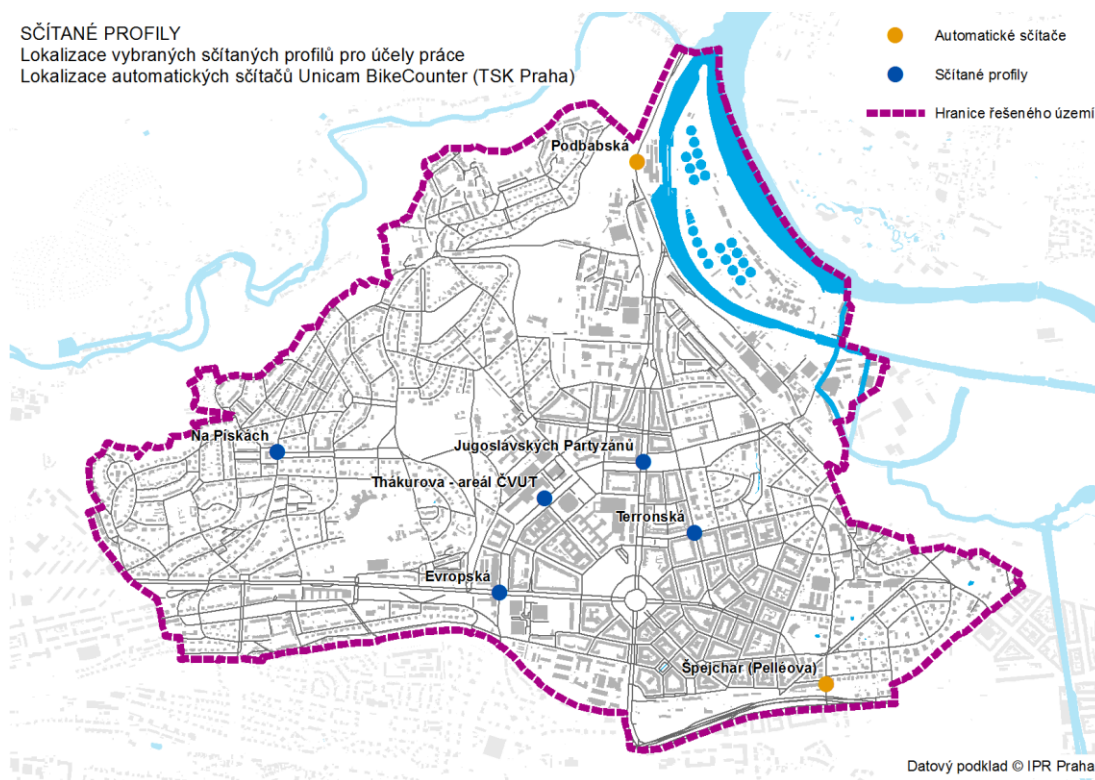 SČÍTANÉ PROFILY
Lokalizace vybraných sčítaných profilů pro účely práce
Lokalizace automatických sčítačů Unicam BikeCounter (TSK Praha)
Automatické sčítače
Sčítané profily
Hranice řešeného území
Podbabská
Na Pískách
Jugoslávských Partyzánů
Thákurova - areál ČVUT
Terronská
Evropská
Špejchar (Pelléova)
Datový podklad © IPR Praha